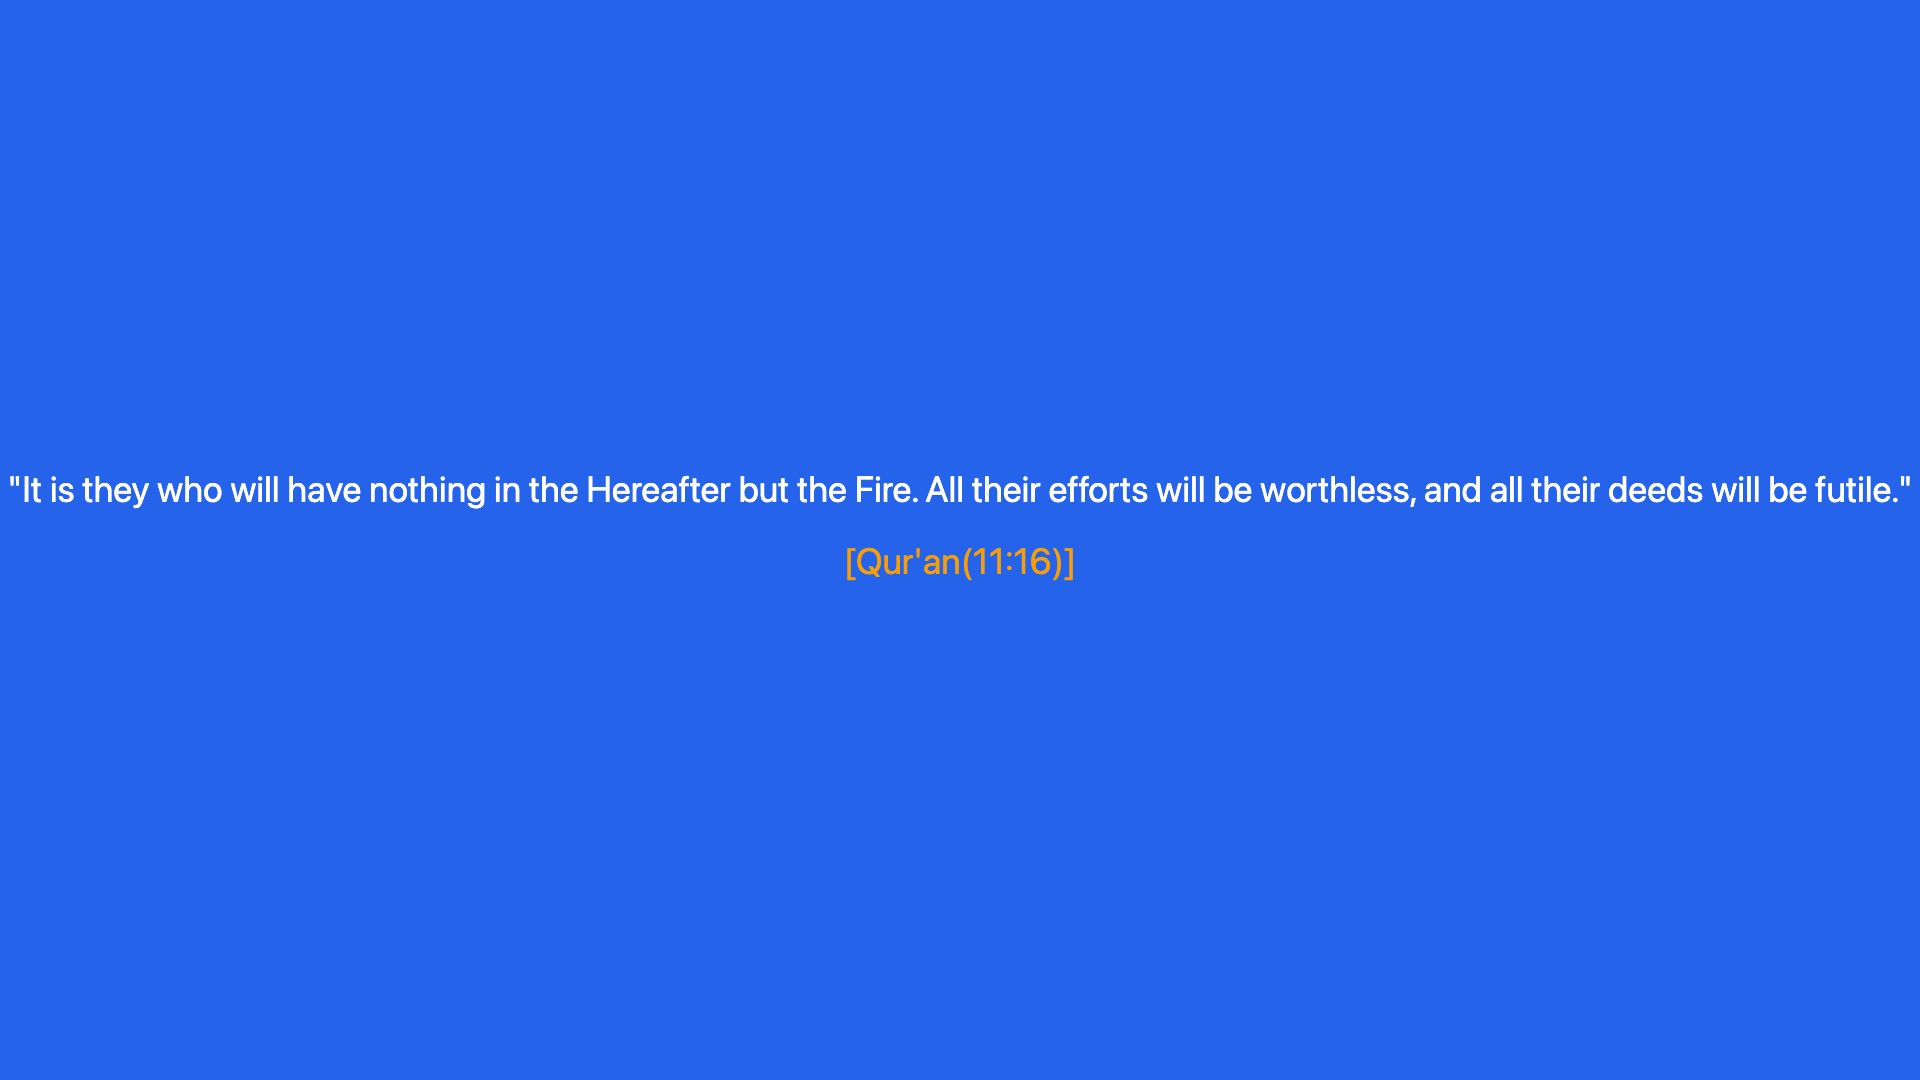 "It is they who will have nothing in the Hereafter but the Fire. All their efforts will be worthless, and all their deeds will be futile."
[Qur'an(11:16)]